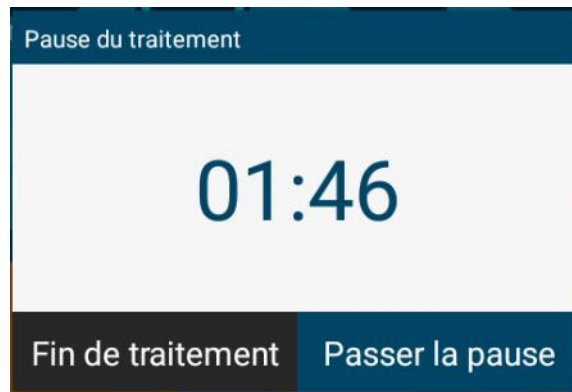 Pause du traitement
01:46
Fin de traitement
Passer la pause